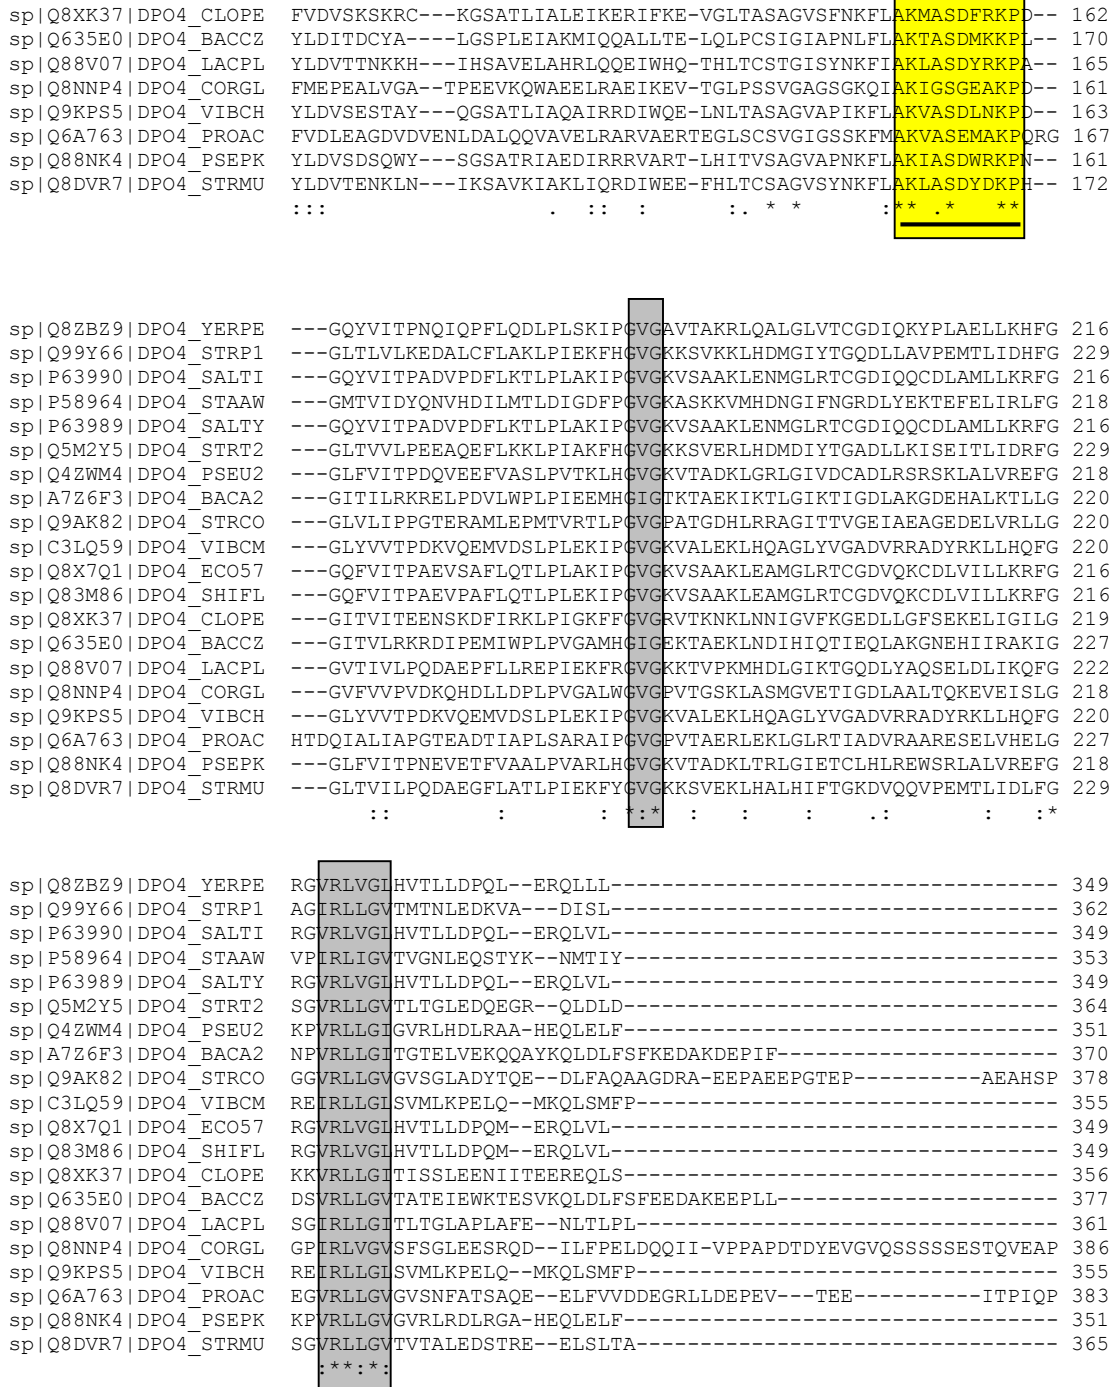 sp|Q8XK37|DPO4_CLOPE FVDVSKSKRC---KGSATLIALEIKERIFKE-VGLTASAGVSFNKFLAKMASDFRKPD-- 162
sp|Q635E0|DPO4_BACCZ YLDITDCYA----LGSPLEIAKMIQQALLTE-LQLPCSIGIAPNLFLAKTASDMKKPL-- 170
sp|Q88V07|DPO4_LACPL YLDVTTNKKH---IHSAVELAHRLQQEIWHQ-THLTCSTGISYNKFIAKLASDYRKPA-- 165
sp|Q8NNP4|DPO4_CORGL FMEPEALVGA--TPEEVKQWAEELRAEIKEV-TGLPSSVGAGSGKQIAKIGSGEAKPD-- 161
sp|Q9KPS5|DPO4_VIBCH YLDVSESTAY---QGSATLIAQAIRRDIWQE-LNLTASAGVAPIKFLAKVASDLNKPD-- 163
sp|Q6A763|DPO4_PROAC FVDLEAGDVDVENLDALQQVAVELRARVAERTEGLSCSVGIGSSKFMAKVASEMAKPQRG 167
sp|Q88NK4|DPO4_PSEPK YLDVSDSQWY---SGSATRIAEDIRRRVART-LHITVSAGVAPNKFLAKIASDWRKPN-- 161
sp|Q8DVR7|DPO4_STRMU YLDVTENKLN---IKSAVKIAKLIQRDIWEE-FHLTCSAGVSYNKFLAKLASDYDKPH-- 172
::: . :: : :. * * :** .* **
sp|Q8ZBZ9|DPO4_YERPE ---GQYVITPNQIQPFLQDLPLSKIPGVGAVTAKRLQALGLVTCGDIQKYPLAELLKHFG 216
sp|Q99Y66|DPO4_STRP1 ---GLTLVLKEDALCFLAKLPIEKFHGVGKKSVKKLHDMGIYTGQDLLAVPEMTLIDHFG 229
sp|P63990|DPO4_SALTI ---GQYVITPADVPDFLKTLPLAKIPGVGKVSAAKLENMGLRTCGDIQQCDLAMLLKRFG 216
sp|P58964|DPO4_STAAW ---GMTVIDYQNVHDILMTLDIGDFPGVGKASKKVMHDNGIFNGRDLYEKTEFELIRLFG 218
sp|P63989|DPO4_SALTY ---GQYVITPADVPDFLKTLPLAKIPGVGKVSAAKLENMGLRTCGDIQQCDLAMLLKRFG 216
sp|Q5M2Y5|DPO4_STRT2 ---GLTVVLPEEAQEFLKKLPIAKFHGVGKKSVERLHDMDIYTGADLLKISEITLIDRFG 229
sp|Q4ZWM4|DPO4_PSEU2 ---GLFVITPDQVEEFVASLPVTKLHGVGKVTADKLGRLGIVDCADLRSRSKLALVREFG 218
sp|A7Z6F3|DPO4_BACA2 ---GITILRKRELPDVLWPLPIEEMHGIGTKTAEKIKTLGIKTIGDLAKGDEHALKTLLG 220
sp|Q9AK82|DPO4_STRCO ---GLVLIPPGTERAMLEPMTVRTLPGVGPATGDHLRRAGITTVGEIAEAGEDELVRLLG 220
sp|C3LQ59|DPO4_VIBCM ---GLYVVTPDKVQEMVDSLPLEKIPGVGKVALEKLHQAGLYVGADVRRADYRKLLHQFG 220
sp|Q8X7Q1|DPO4_ECO57 ---GQFVITPAEVSAFLQTLPLAKIPGVGKVSAAKLEAMGLRTCGDVQKCDLVILLKRFG 216
sp|Q83M86|DPO4_SHIFL ---GQFVITPAEVPAFLQTLPLEKIPGVGKVSAAKLEAMGLRTCGDVQKCDLVILLKRFG 216
sp|Q8XK37|DPO4_CLOPE ---GITVITEENSKDFIRKLPIGKFFGVGRVTKNKLNNIGVFKGEDLLGFSEKELIGILG 219
sp|Q635E0|DPO4_BACCZ ---GITVLRKRDIPEMIWPLPVGAMHGIGEKTAEKLNDIHIQTIEQLAKGNEHIIRAKIG 227
sp|Q88V07|DPO4_LACPL ---GVTIVLPQDAEPFLLREPIEKFRGVGKKTVPKMHDLGIKTGQDLYAQSELDLIKQFG 222
sp|Q8NNP4|DPO4_CORGL ---GVFVVPVDKQHDLLDPLPVGALWGVGPVTGSKLASMGVETIGDLAALTQKEVEISLG 218
sp|Q9KPS5|DPO4_VIBCH ---GLYVVTPDKVQEMVDSLPLEKIPGVGKVALEKLHQAGLYVGADVRRADYRKLLHQFG 220
sp|Q6A763|DPO4_PROAC HTDQIALIAPGTEADTIAPLSARAIPGVGPVTAERLEKLGLRTIADVRAARESELVHELG 227
sp|Q88NK4|DPO4_PSEPK ---GLFVITPNEVETFVAALPVARLHGVGKVTADKLTRLGIETCLHLREWSRLALVREFG 218
sp|Q8DVR7|DPO4_STRMU ---GLTVILPQDAEGFLATLPIEKFYGVGKKSVEKLHALHIFTGKDVQQVPEMTLIDLFG 229
:: : : *:* : : : .: : :*
sp|Q8ZBZ9|DPO4_YERPE RGVRLVGLHVTLLDPQL--ERQLLL----------------------------------- 349
sp|Q99Y66|DPO4_STRP1 AGIRLLGVTMTNLEDKVA---DISL----------------------------------- 362
sp|P63990|DPO4_SALTI RGVRLVGLHVTLLDPQL--ERQLVL----------------------------------- 349
sp|P58964|DPO4_STAAW VPIRLIGVTVGNLEQSTYK--NMTIY---------------------------------- 353
sp|P63989|DPO4_SALTY RGVRLVGLHVTLLDPQL--ERQLVL----------------------------------- 349
sp|Q5M2Y5|DPO4_STRT2 SGVRLLGVTLTGLEDQEGR--QLDLD---------------------------------- 364
sp|Q4ZWM4|DPO4_PSEU2 KPVRLLGIGVRLHDLRAA-HEQLELF---------------------------------- 351
sp|A7Z6F3|DPO4_BACA2 NPVRLLGITGTELVEKQQAYKQLDLFSFKEDAKDEPIF---------------------- 370
sp|Q9AK82|DPO4_STRCO GGVRLLGVGVSGLADYTQE--DLFAQAAGDRA-EEPAEEPGTEP----------AEAHSP 378
sp|C3LQ59|DPO4_VIBCM REIRLLGLSVMLKPELQ--MKQLSMFP--------------------------------- 355
sp|Q8X7Q1|DPO4_ECO57 RGVRLVGLHVTLLDPQM--ERQLVL----------------------------------- 349
sp|Q83M86|DPO4_SHIFL RGVRLVGLHVTLLDPQM--ERQLVL----------------------------------- 349
sp|Q8XK37|DPO4_CLOPE KKVRLLGITISSLEENIITEEREQLS---------------------------------- 356
sp|Q635E0|DPO4_BACCZ DSVRLLGVTATEIEWKTESVKQLDLFSFEEDAKEEPLL---------------------- 377
sp|Q88V07|DPO4_LACPL SGIRLLGITLTGLAPLAFE--NLTLPL--------------------------------- 361
sp|Q8NNP4|DPO4_CORGL GPIRLVGVSFSGLEESRQD--ILFPELDQQII-VPPAPDTDYEVGVQSSSSSESTQVEAP 386
sp|Q9KPS5|DPO4_VIBCH REIRLLGLSVMLKPELQ--MKQLSMFP--------------------------------- 355
sp|Q6A763|DPO4_PROAC EGVRLLGVGVSNFATSAQE--ELFVVDDEGRLLDEPEV---TEE----------ITPIQP 383
sp|Q88NK4|DPO4_PSEPK KPVRLLGVGVRLRDLRGA-HEQLELF---------------------------------- 351
sp|Q8DVR7|DPO4_STRMU SGVRLLGVTVTALEDSTRE--ELSLTA--------------------------------- 365
:**:*: